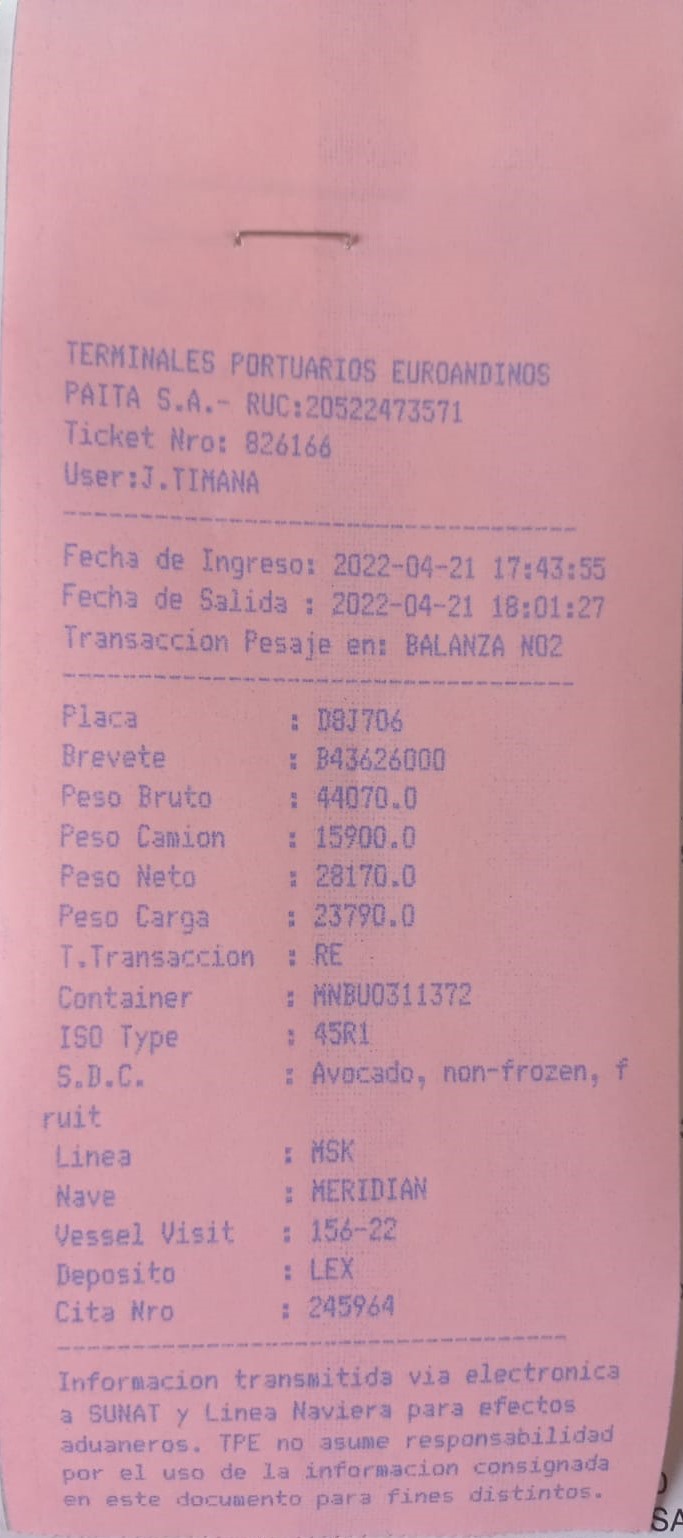 TERMINALES PORTUARIOS EUROANDINOS
PAITA S.A.- RUC:20522473571
Ticket Nro: 826166
User:J.TIMANA
Fecha de Ingreso: 2022-04-21 17:43:55
Fecha de Salida : 2022-04-21 18:01:27
Transaccion Pesaje en: BALANZA NO2
Placa : D8J706
Brevete : B43626000
Peso Bruto : 44070.0
Peso Camion : 15900.0
Peso Neto : 28170.0
Peso Carga : 23790.0
T.Transaccion : RE
Container : MNBU0311372
ISO Type : 45R1
S.D.C. : Avocado, non-frozen, f
ruit
Linea : MSK
Nave : MERIDIAN
Vessel Visit : 156-22
Deposito : LEX
Cita Nro : 245964
Informacion transmitida via electronica
a SUNAT y Linea Naviera para efectos
aduaneros. TPE no asume responsabilidad
por el uso de la informacion consignada
en este documento para fines distintos.